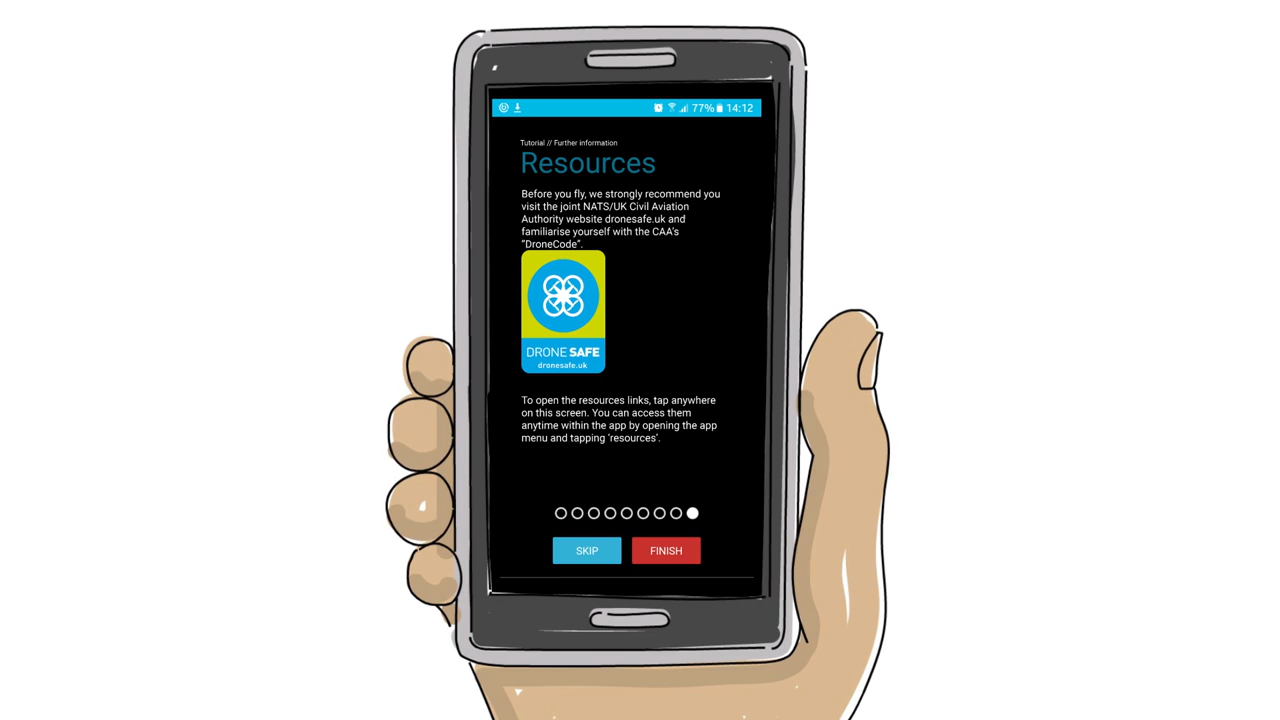 77% 14:12
Tutorial // Further information
Resources
Before you fly, we strongly recommend you
visit the joint NATS/UK Civil Aviation
Authority website dronesafe.uk and
familiarise yourself with the CAA's
"DroneCode".
DRONE SAFE
dronesafe.uk
To open the resources links, tap anywhere
on this screen. You can access them
anytime within the app by opening the app
menu and tapping 'resources'.
SKIP FINISH